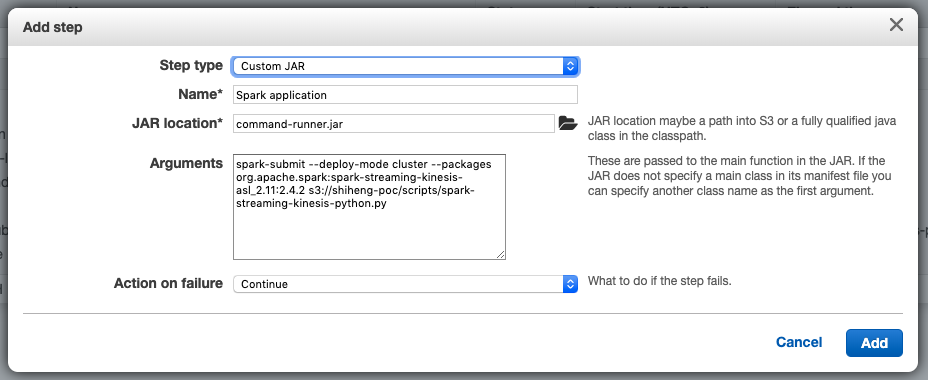 Add step
Step type
Custom JAR
Name*
Spark application
JAR location*
command-runner.jar
JAR location maybe a path into S3 or a fully qualified java
class in the classpath.
Arguments
spark-submit --deploy-mode cluster --packages
org.apache.spark:spark-streaming-kinesis-
asl_2.11:2.4.2 s3://shiheng-poc/scripts/spark-
streaming-kinesis-python.py
These are passed to the main function in the JAR. If the
JAR does not specify a main class in its manifest file you
can specify another class name as the first argument.
Action on failure
Continue
What to do if the step fails.
Cancel
Add